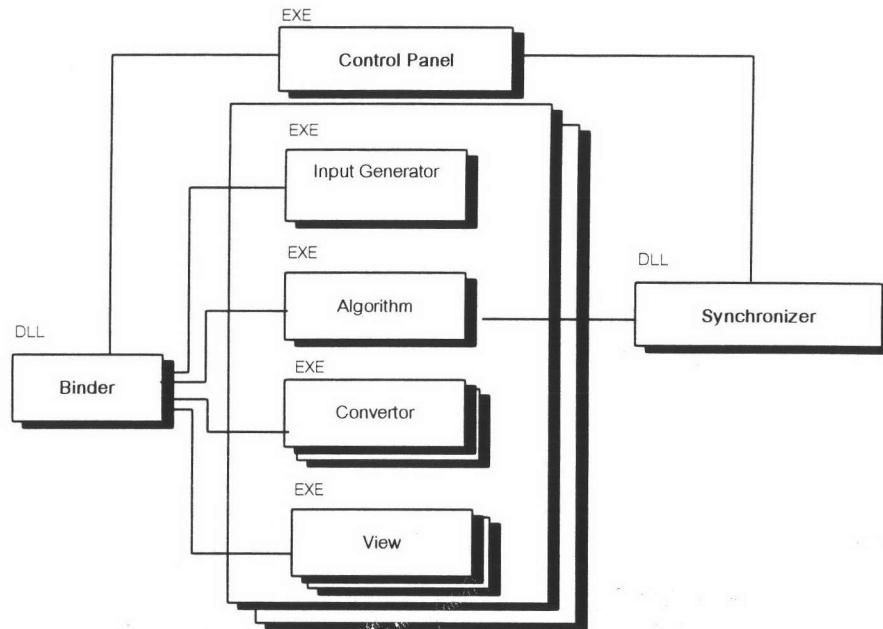 EXE
Control Panel
EXE
Input Generator
EXE
Algorithm
DLL
Synchronizer
DLL
Binder
EXE
Convertor
EXE
View